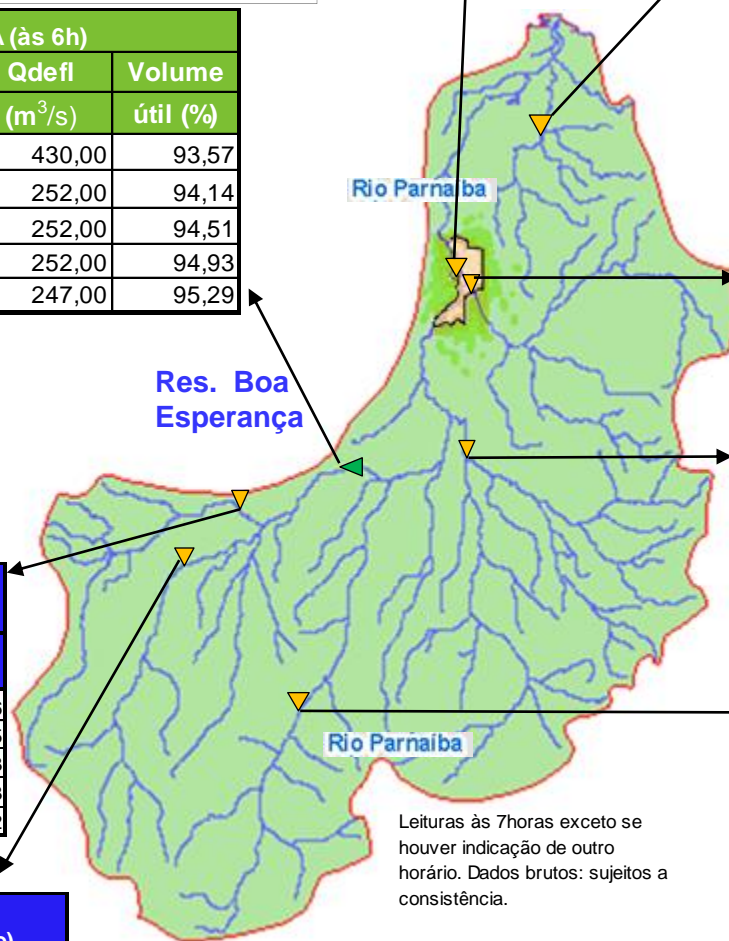 (às 6h)
Qdefl Volume
(m³/s) útil (%)
430,00 93,57
252,00 94,14
252,00 94,51
252,00 94,93
247,00 95,29
Rio Parnaíba
Res. Boa
Esperança
Rio Parnaíba
Leituras às 7horas exceto se
houver indicação de outro
horário. Dados brutos: sujeitos a
consistência.